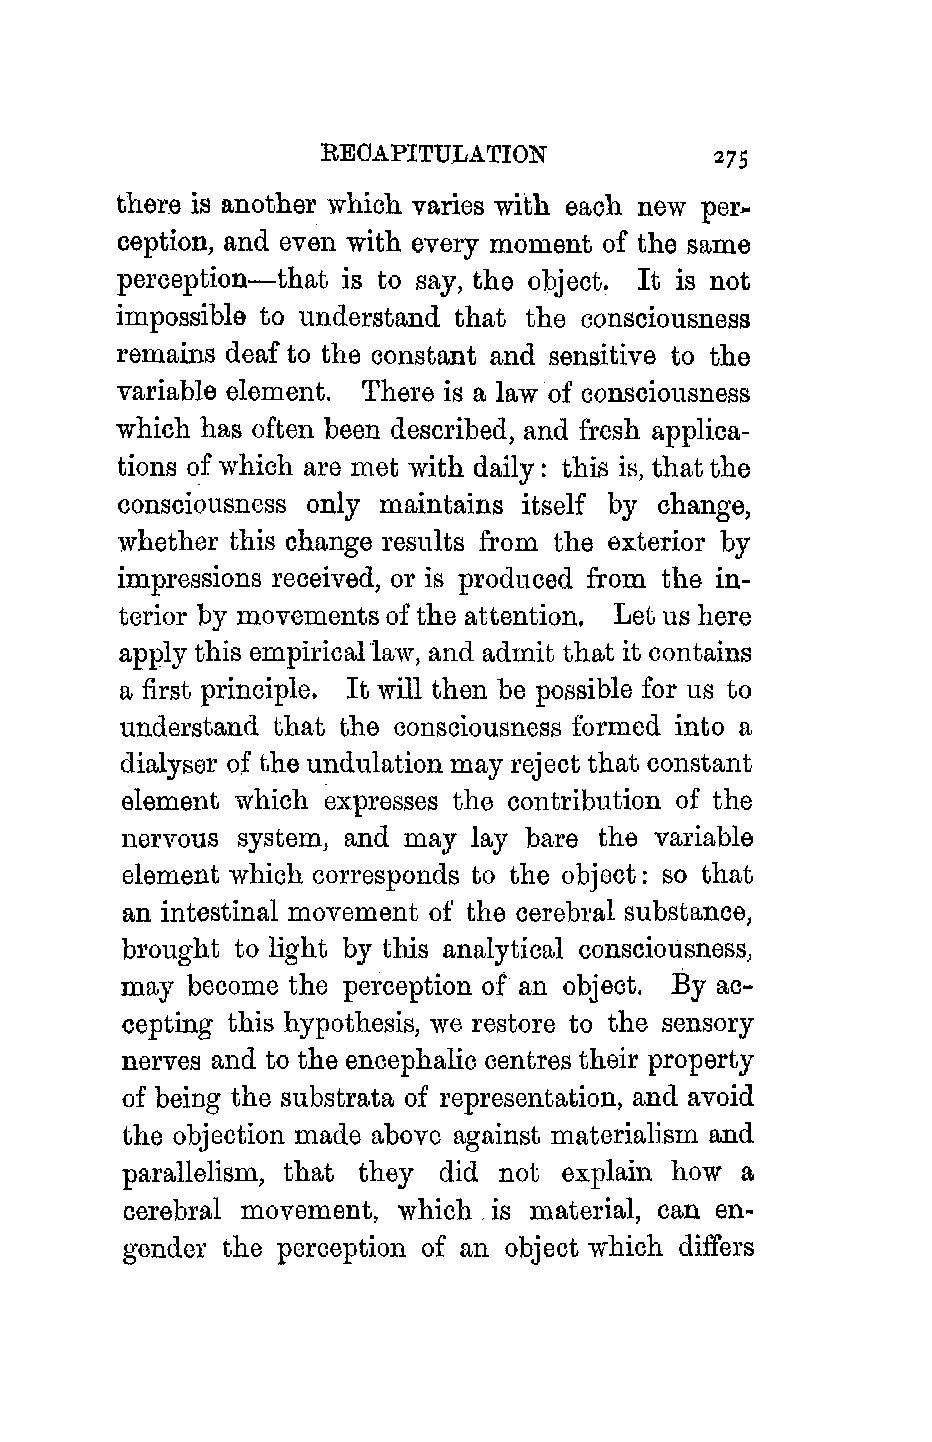 RECAPITULATION 275
there is another which varies with each new per-
ception, and even with every moment of the same
perception—that is to say, the object. It is not
impossible to understand that the consciousness
remains deaf to the constant and sensitive to the
variable element. There is a law of consciousness
which has often been described, and fresh applica-
tions of which are met with daily: this is, that the
consciousness only maintains itself by change,
whether this change results from the exterior by
impressions received, or is produced from the in-
terior by movements of the attention. Let us here
apply this empirical law, and admit that it contains
a first principle. It will then be possible for us to
understand that the consciousness formed into a
dialyser of the undulation may reject that constant
element which expresses the contribution of the
nervous system, and may lay bare the variable
element which corresponds to the object: so that
an intestinal movement of the cerebral substance,
brought to light by this analytical consciousness,
may become the perception of an object. By ac-
cepting this hypothesis, we restore to the sensory
nerves and to the encephalic centres their property
of being the substrata of representation, and avoid
the objection made above against materialism and
parallelism, that they did not explain how a
cerebral movement, which is material, can en-
gender the perception of an object which differs